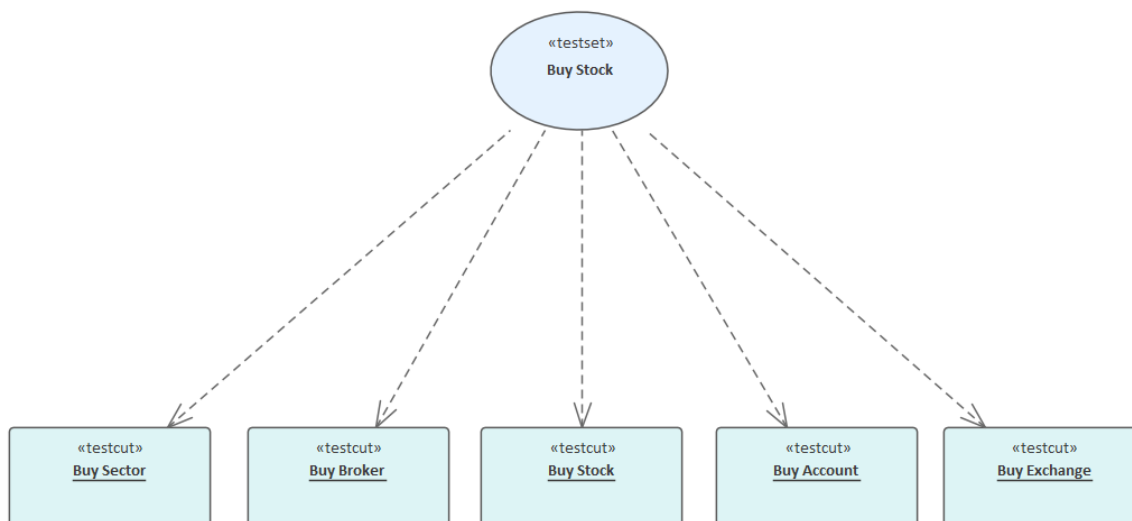 «testset»
Buy Stock
«testcut»
Buy Sector
«testcut»
Buy Broker
«testcut»
Buy Stock
«testcut»
Buy Account
«testcut»
Buy Exchange